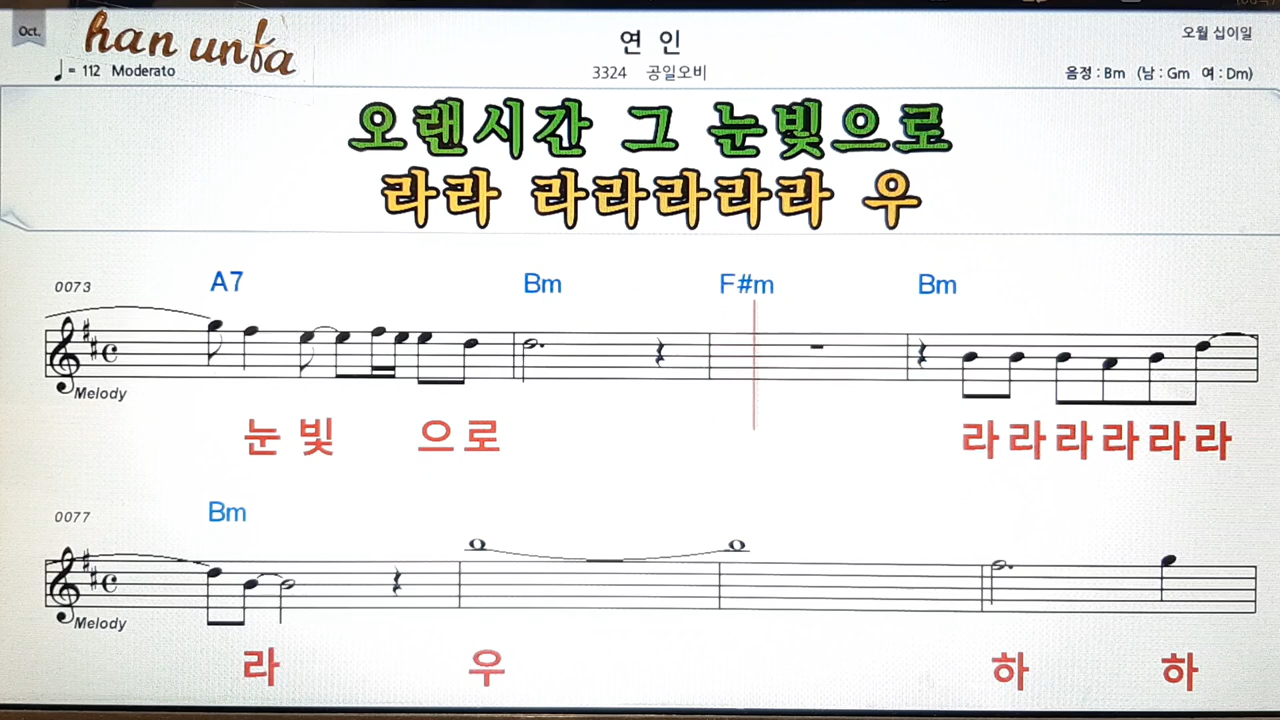 Oct.
han unfa
연 인
오월 십이일
= 112 Moderato
3324 공일오비
음정 : Bm (남 : Gm 여 : Dm)
오랜시간 그 눈빛으로
라라 라라라라라 우
0073 A7 Bm F#m Bm
Melody
눈 빛 으 로 라 라 라 라 라 라
0077 Bm
Melody
라 우 하 하